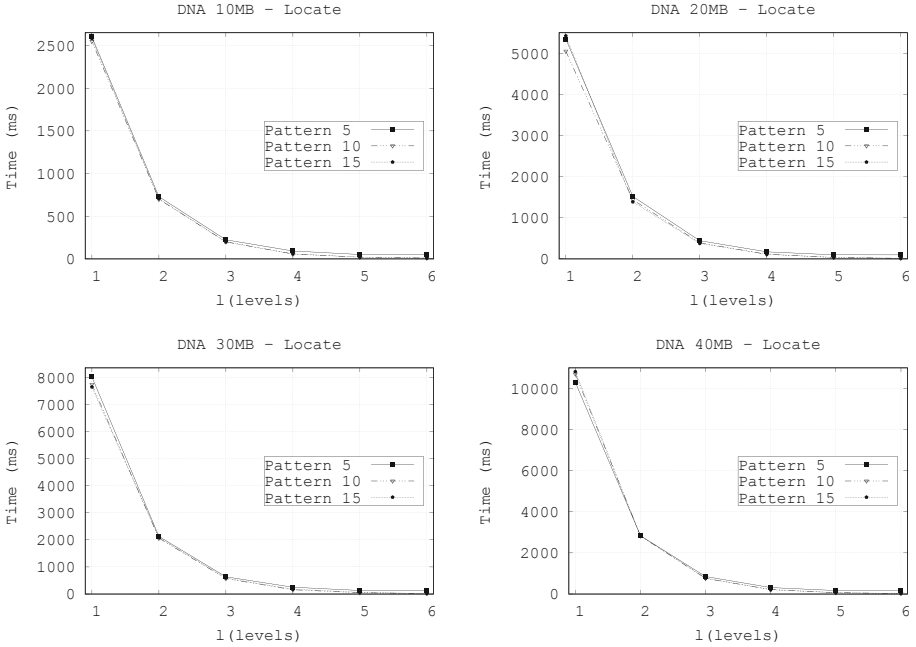 DNA 10MB - Locate
2500
2000
1500
1000
500
0
Time (ms)
Pattern 5
Pattern 10
Pattern 15
1 2 3 4 5 6
l(levels)
DNA 20MB - Locate
5000
4000
3000
2000
1000
0
Time (ms)
Pattern 5
Pattern 10
Pattern 15
1 2 3 4 5 6
l(levels)
DNA 30MB - Locate
8000
7000
6000
5000
4000
3000
2000
1000
0
Time (ms)
Pattern 5
Pattern 10
Pattern 15
1 2 3 4 5 6
l(levels)
DNA 40MB - Locate
10000
8000
6000
4000
2000
0
Time (ms)
Pattern 5
Pattern 10
Pattern 15
1 2 3 4 5 6
l(levels)